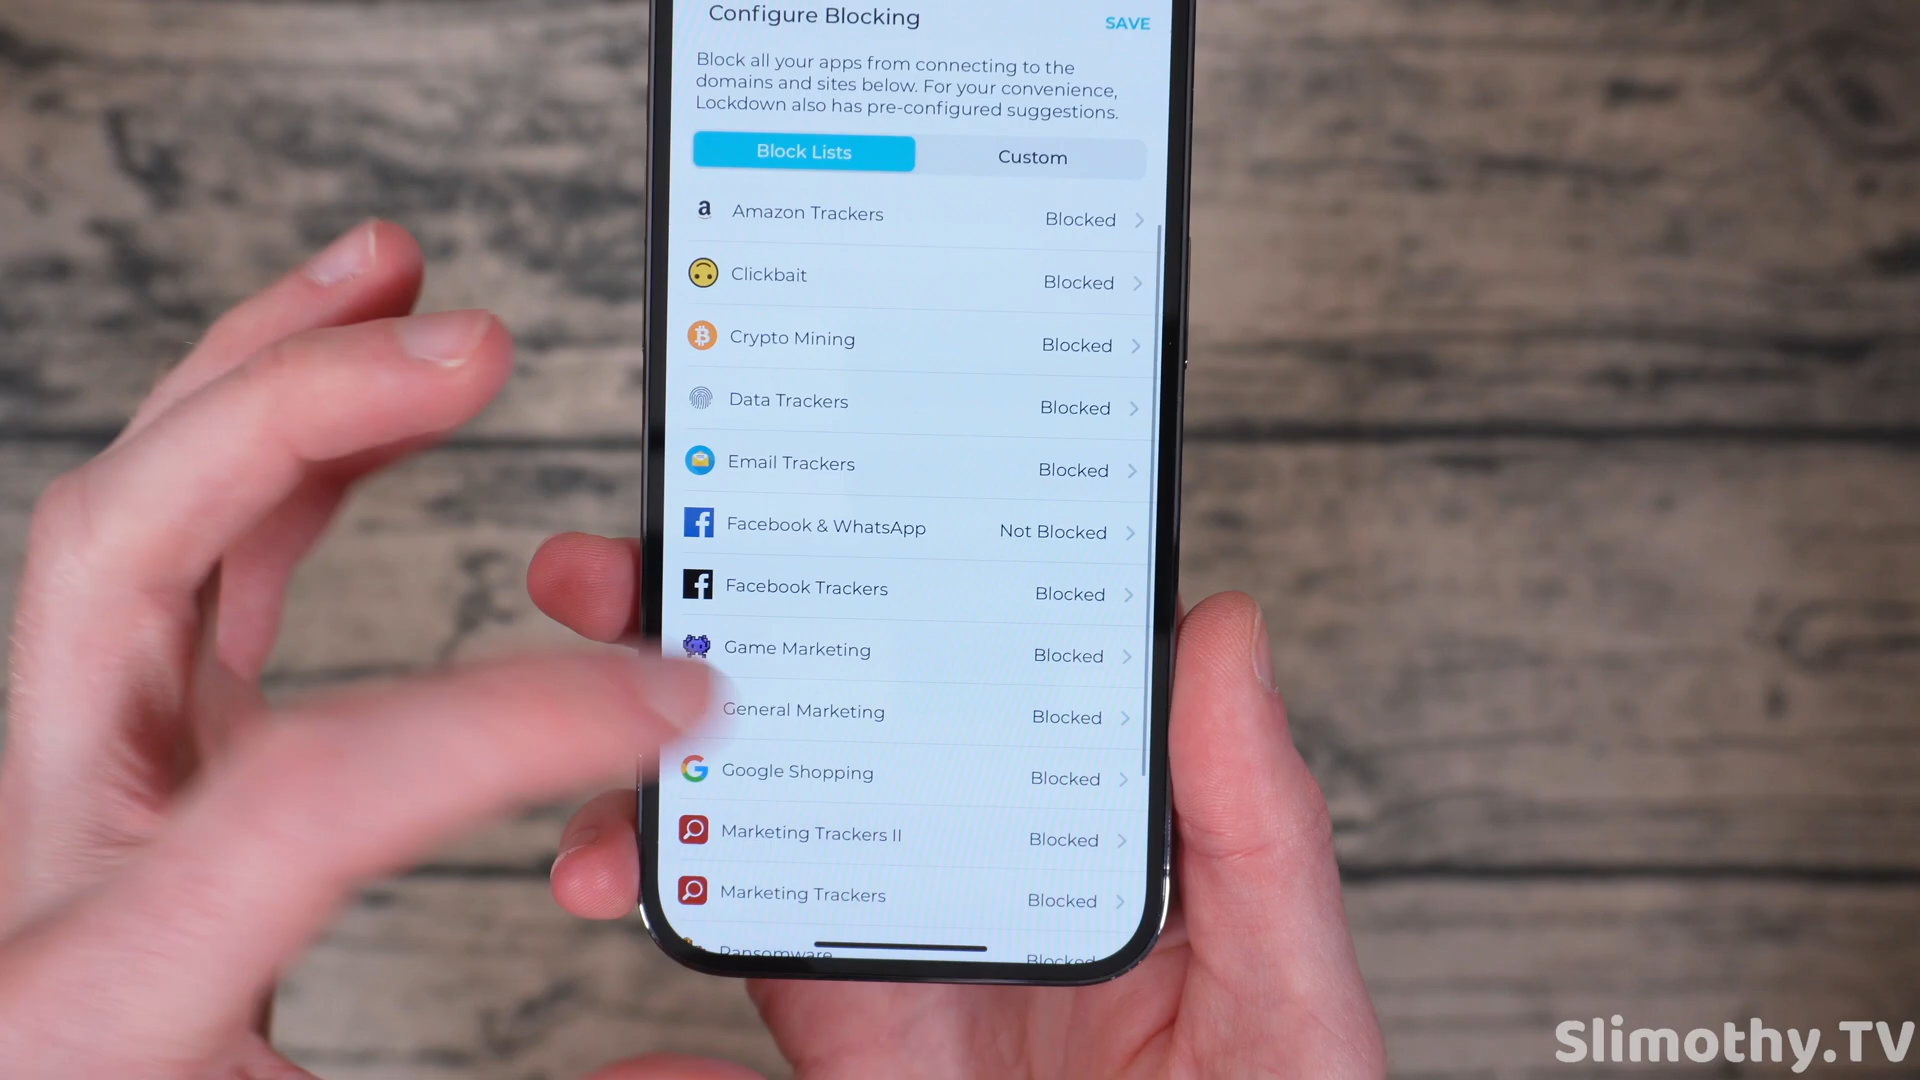 Configure Blocking
SAVE
Block all your apps from connecting to the
domains and sites below. For your convenience,
Lockdown also has pre-configured suggestions.
Block Lists
Custom
a
Amazon Trackers
Blocked
Clickbait
Blocked
Crypto Mining
Blocked
Data Trackers
Blocked
Email Trackers
Blocked
Facebook & WhatsApp
Not Blocked
Facebook Trackers
Blocked
Game Marketing
Blocked
General Marketing
Blocked
Google Shopping
Blocked
Marketing Trackers II
Blocked
Marketing Trackers
Blocked
Ransomware
Blocked
Slimothy.TV